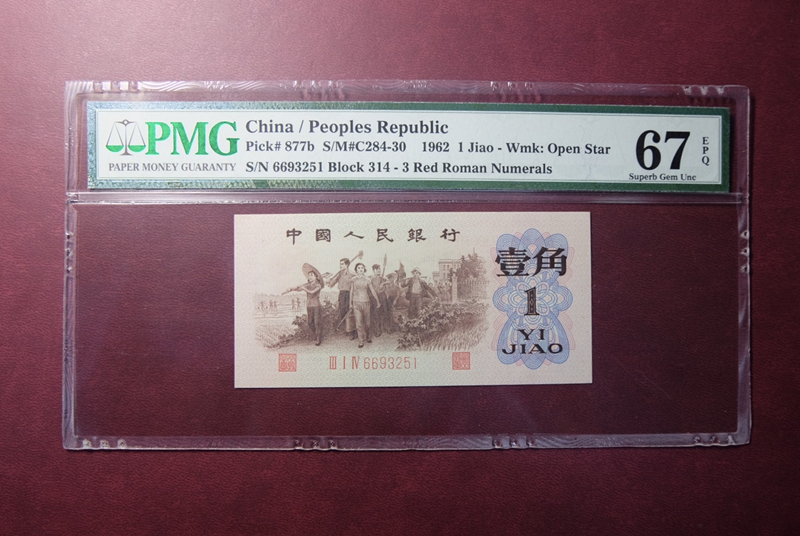 PMG
PAPER MONEY GUARANTY
China / Peoples Republic
Pick# 877b S/M#C284-30 1962 1 Jiao - Wmk: Open Star
S/N 6693251 Block 314 - 3 Red Roman Numerals
67
EPQ
Superb Gem Unc
中國人民銀行
壹角
1
YI
JIAO
III I IV 6693251